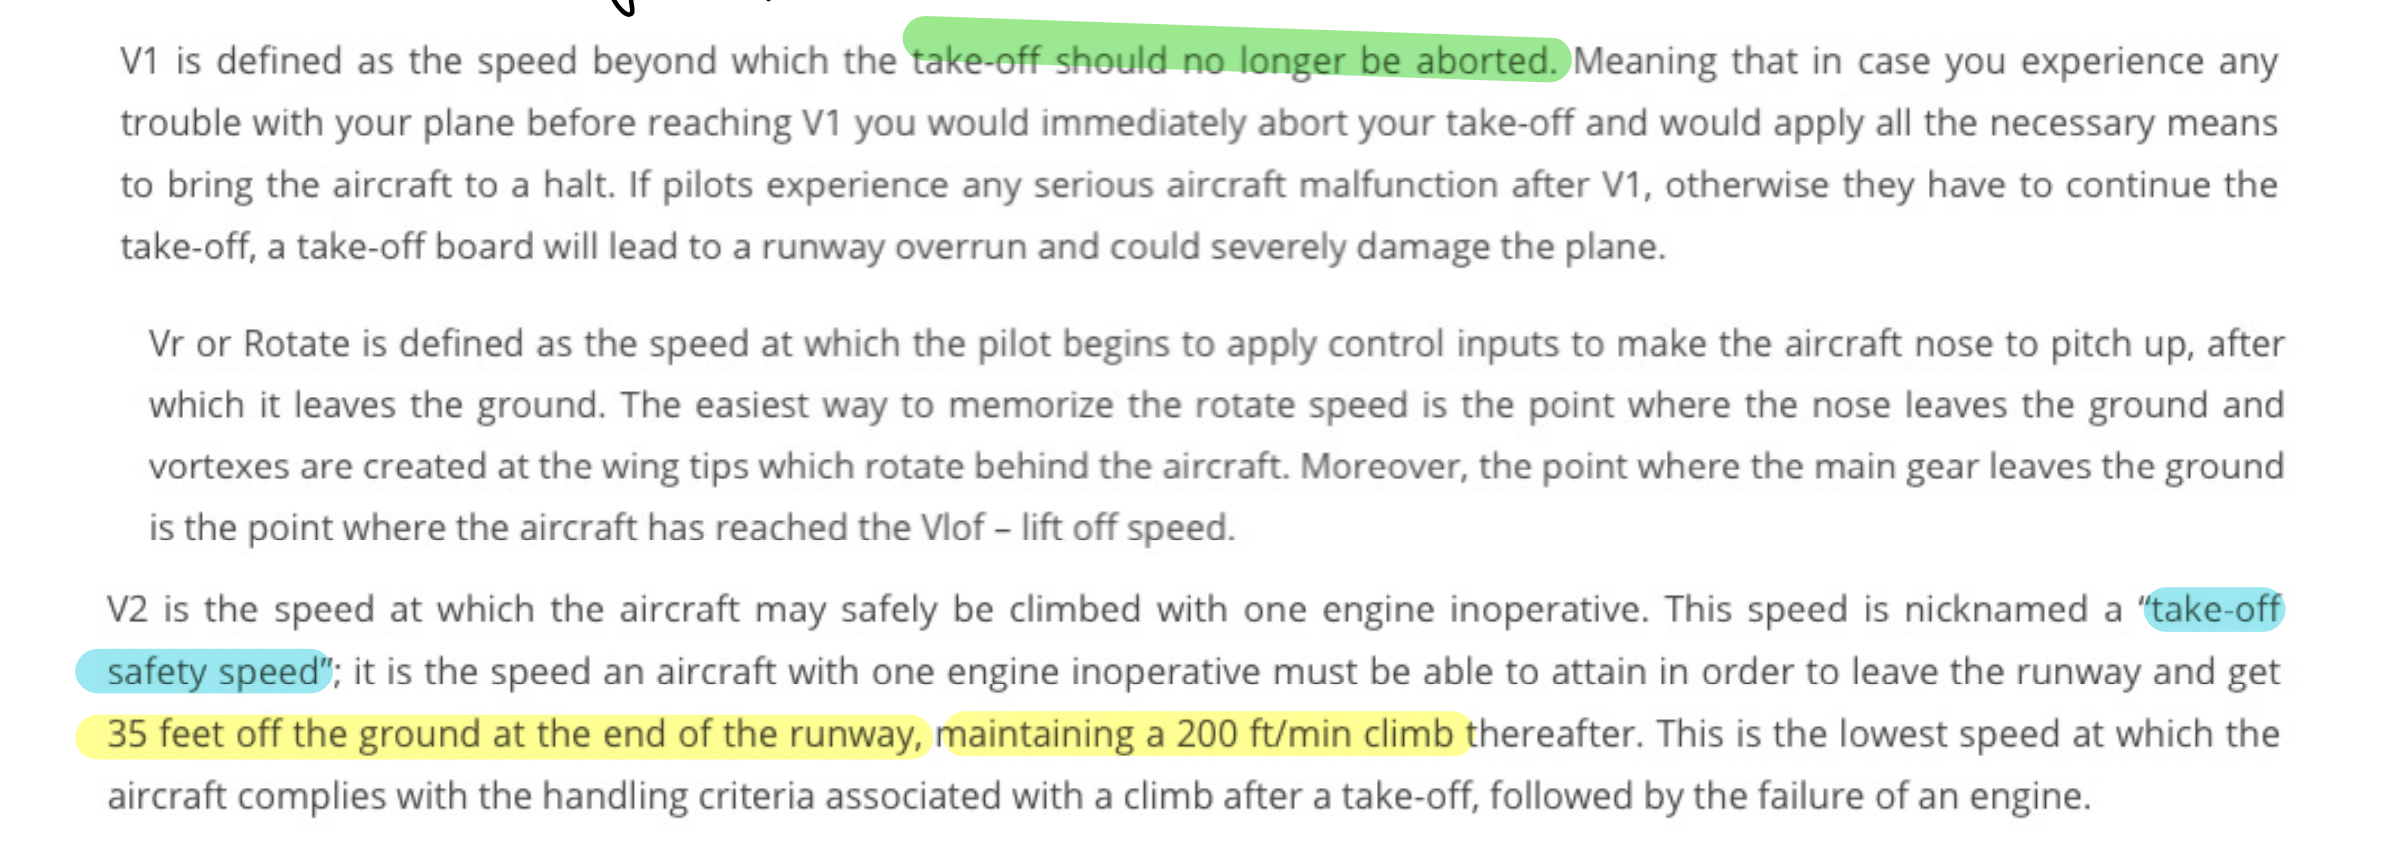 V1 is defined as the speed beyond which the take-off should no longer be aborted. Meaning that in case you experience any
trouble with your plane before reaching V1 you would immediately abort your take-off and would apply all the necessary means
to bring the aircraft to a halt. If pilots experience any serious aircraft malfunction after V1, otherwise they have to continue the
take-off, a take-off board will lead to a runway overrun and could severely damage the plane.
Vr or Rotate is defined as the speed at which the pilot begins to apply control inputs to make the aircraft nose to pitch up, after
which it leaves the ground. The easiest way to memorize the rotate speed is the point where the nose leaves the ground and
vortexes are created at the wing tips which rotate behind the aircraft. Moreover, the point where the main gear leaves the ground
is the point where the aircraft has reached the Vlof – lift off speed.
V2 is the speed at which the aircraft may safely be climbed with one engine inoperative. This speed is nicknamed a “take-off
safety speed”; it is the speed an aircraft with one engine inoperative must be able to attain in order to leave the runway and get
35 feet off the ground at the end of the runway, maintaining a 200 ft/min climb thereafter. This is the lowest speed at which the
aircraft complies with the handling criteria associated with a climb after a take-off, followed by the failure of an engine.